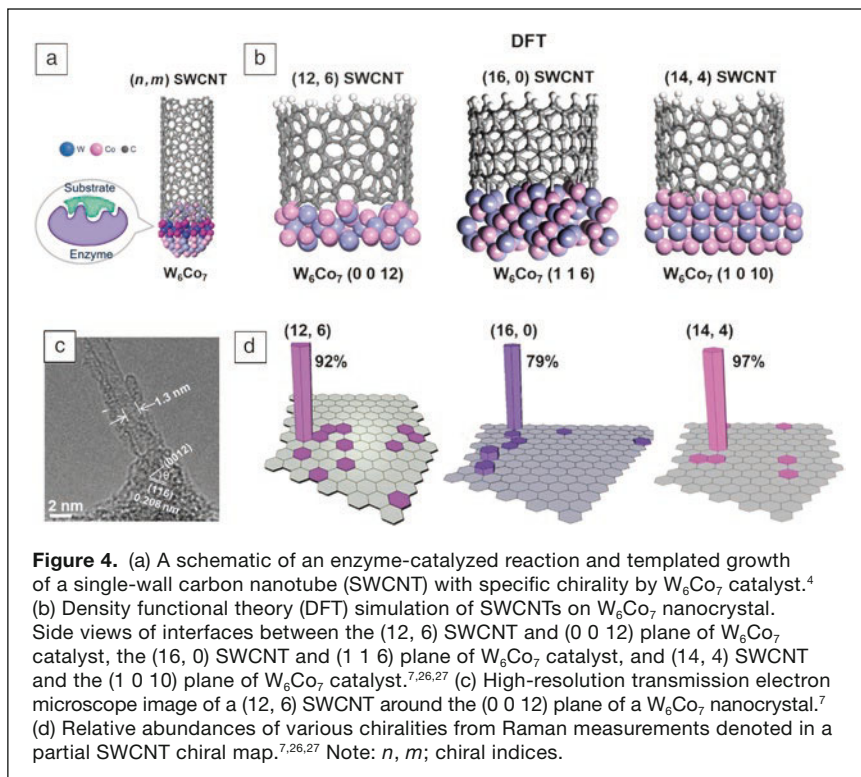 a
(n, m) SWCNT
W Co C
Substrate
Enzyme
W₆Co₇
b
DFT
(12, 6) SWCNT
(16, 0) SWCNT
(14, 4) SWCNT
W₆Co₇ (0 0 12)
W₆Co₇ (1 1 6)
W₆Co₇ (1 0 10)
c
1.3 nm
(0012)
(116)
0.208 nm
2 nm
d
(12, 6)
92%
(16, 0)
79%
(14, 4)
97%
Figure 4. (a) A schematic of an enzyme-catalyzed reaction and templated growth
of a single-wall carbon nanotube (SWCNT) with specific chirality by W₆Co₇ catalyst.⁴
(b) Density functional theory (DFT) simulation of SWCNTs on W₆Co₇ nanocrystal.
Side views of interfaces between the (12, 6) SWCNT and (0 0 12) plane of W₆Co₇
catalyst, the (16, 0) SWCNT and (1 1 6) plane of W₆Co₇ catalyst, and (14, 4) SWCNT
and the (1 0 10) plane of W₆Co₇ catalyst.⁷,²⁶,²⁷ (c) High-resolution transmission electron
microscope image of a (12, 6) SWCNT around the (0 0 12) plane of a W₆Co₇ nanocrystal.⁷
(d) Relative abundances of various chiralities from Raman measurements denoted in a
partial SWCNT chiral map.⁷,²⁶,²⁷ Note: n, m; chiral indices.